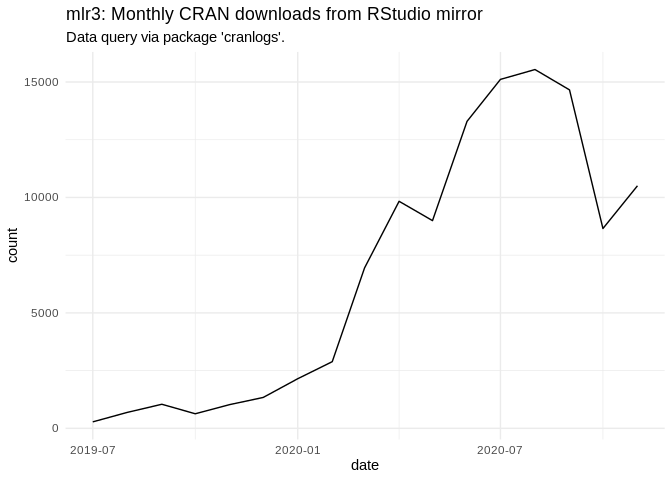 mlr3: Monthly CRAN downloads from RStudio mirror
Data query via package 'cranlogs'.
15000
10000
5000
0
count
2019-07
2020-01
2020-07
date